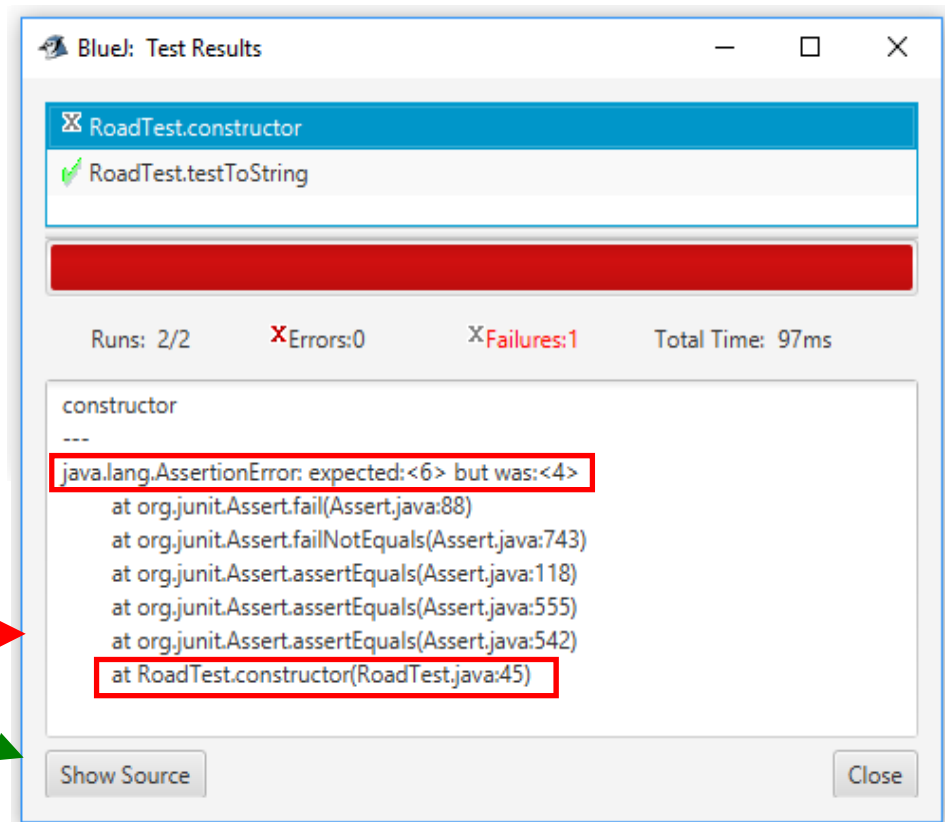 BlueJ: Test Results
RoadTest.constructor
RoadTest.testToString
Runs: 2/2 XErrors:0 XFailures:1 Total Time: 97ms
constructor
---
java.lang.AssertionError: expected:<6> but was:<4>
at org.junit.Assert.fail(Assert.java:88)
at org.junit.Assert.failNotEquals(Assert.java:743)
at org.junit.Assert.assertEquals(Assert.java:118)
at org.junit.Assert.assertEquals(Assert.java:555)
at org.junit.Assert.assertEquals(Assert.java:542)
at RoadTest.constructor(RoadTest.java:45)
Show Source Close